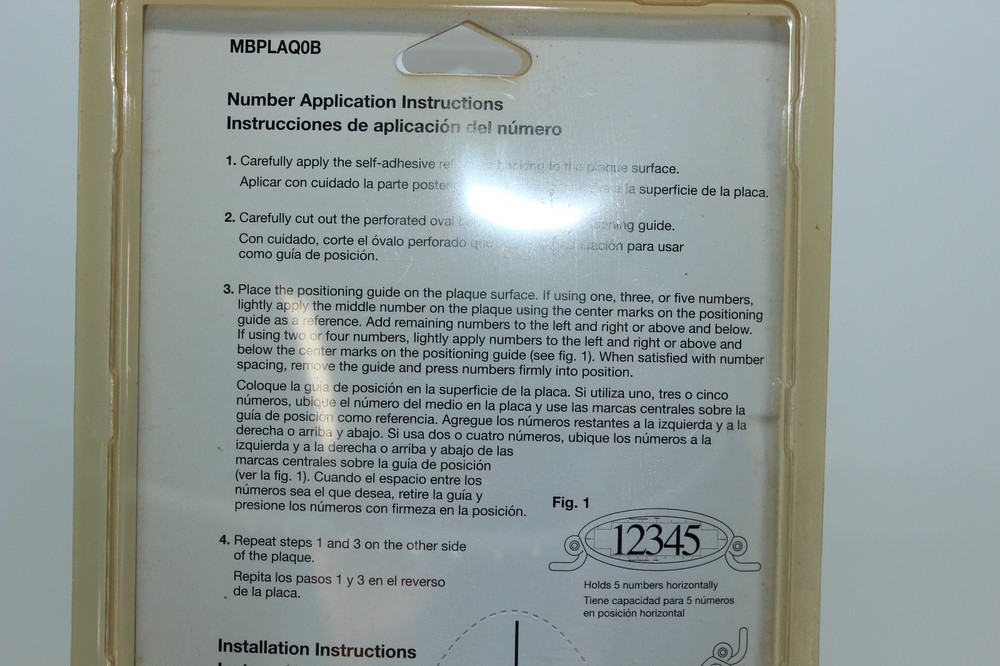 MBPLAQ0B
Number Application Instructions
Instrucciones de aplicación del número
1. Carefully apply the self-adhesive backing to the plaque surface.
Aplicar con cuidado la parte la superficie de la placa.
2. Carefully cut out the perforated oval guide.
Con cuidado, corte el óvalo perforado para usar
como guía de posición.
3. Place the positioning guide on the plaque surface. If using one, three, or five numbers,
lightly apply the middle number on the plaque using the center marks on the positioning
guide as a reference. Add remaining numbers to the left and right or above and below.
If using two or four numbers, lightly apply numbers to the left and right or above and
below the center marks on the positioning guide (see fig. 1). When satisfied with number
spacing, remove the guide and press numbers firmly into position.
Coloque la guía de posición en la superficie de la placa. Si utiliza uno, tres o cinco
números, ubique el número del medio en la placa y use las marcas centrales sobre la
guía de posición como referencia. Agregue los números restantes a la izquierda y a la
derecha o arriba y abajo. Si usa dos o cuatro números, ubique los números a la
izquierda y a la derecha o arriba y abajo de las
marcas centrales sobre la guía de posición
(ver la fig. 1). Cuando el espacio entre los
números sea el que desea, retire la guía y
presione los números con firmeza en la posición.
Fig. 1
12345
4. Repeat steps 1 and 3 on the other side
of the plaque.
Repita los pasos 1 y 3 en el reverso
de la placa.
Holds 5 numbers horizontally
Tiene capacidad para 5 números
en posición horizontal
Installation Instructions